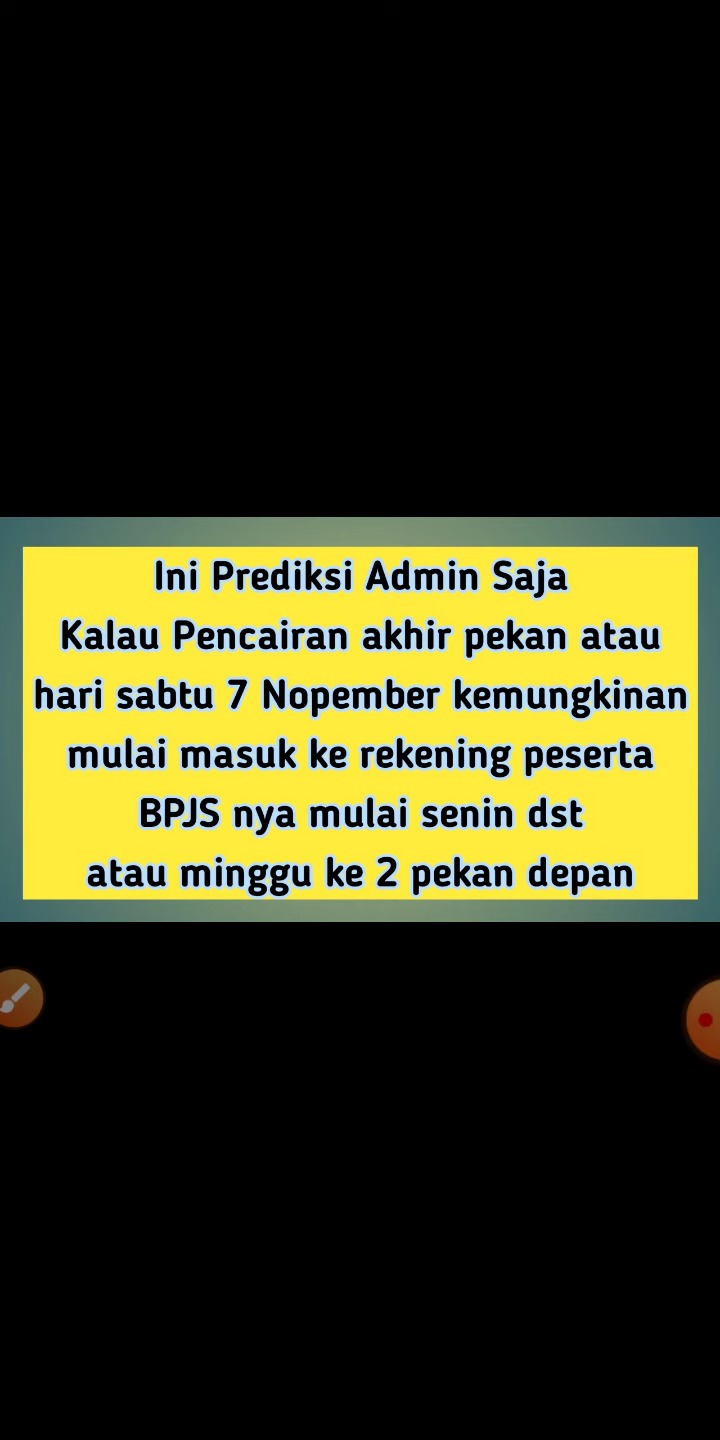 Ini Prediksi Admin Saja
Kalau Pencairan akhir pekan atau
hari sabtu 7 Nopember kemungkinan
mulai masuk ke rekening peserta
BPJS nya mulai senin dst
atau minggu ke 2 pekan depan